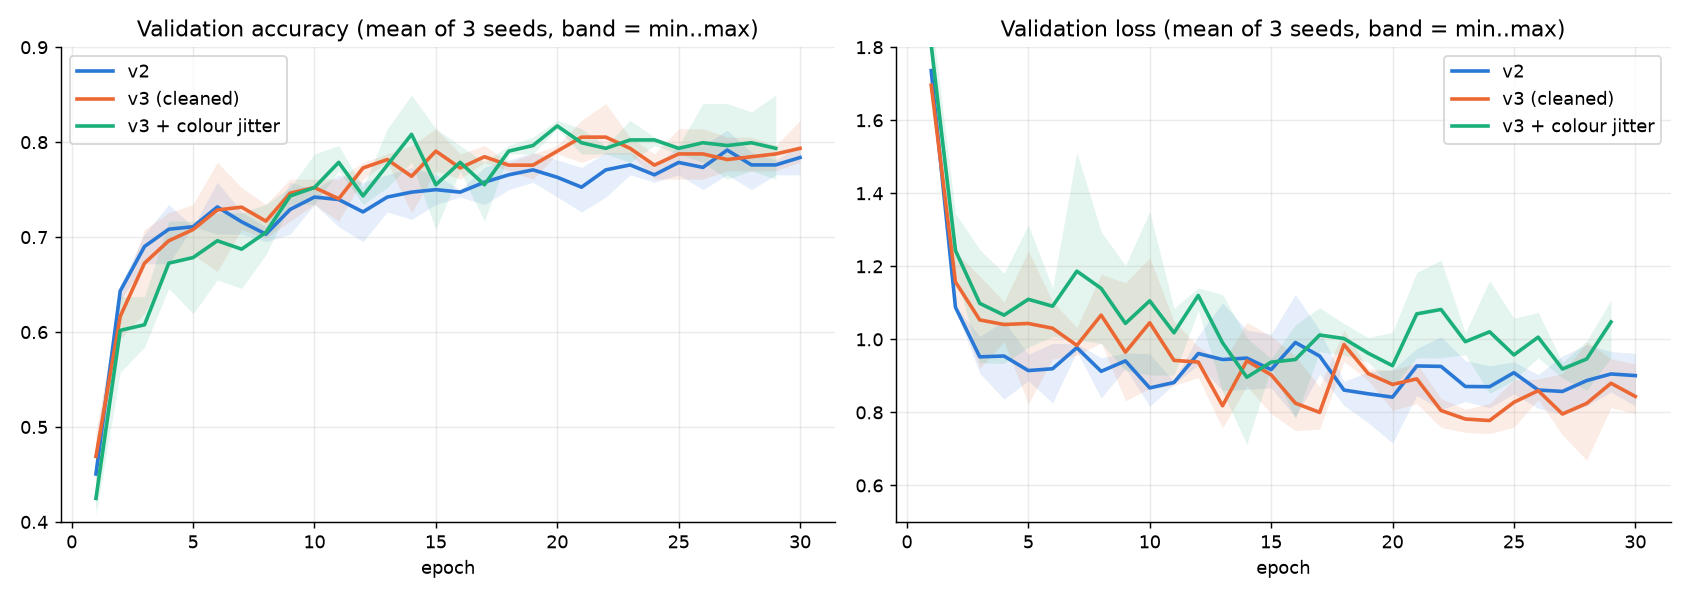 Validation accuracy (mean of 3 seeds, band = min..max)
0.9
0.8
0.7
0.6
0.5
0.4
v2
v3 (cleaned)
v3 + colour jitter
0 5 10 15 20 25 30
epoch
Validation loss (mean of 3 seeds, band = min..max)
1.8
1.6
1.4
1.2
1.0
0.8
0.6
v2
v3 (cleaned)
v3 + colour jitter
0 5 10 15 20 25 30
epoch